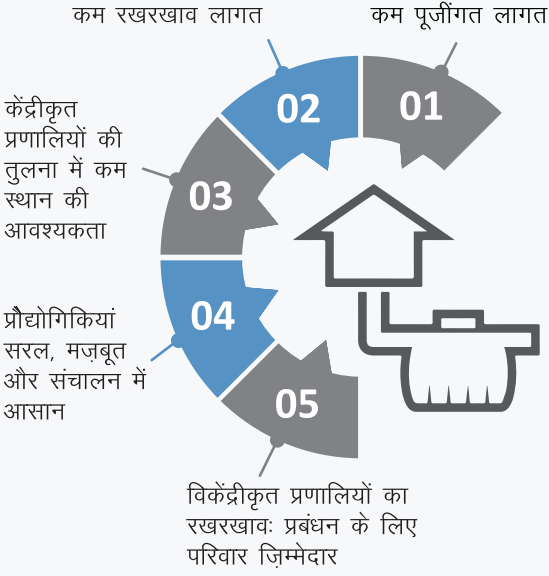 कम रखरखाव लागत
कम पूजींगत लागत
01
02
केंद्रीकृत
प्रणालियों की
तुलना में कम
स्थान की
आवश्यकता
03
04
प्रौद्योगिकियां
सरल, मज़बूत
और संचालन में
आसान
05
विकेंद्रीकृत प्रणालियों का
रखरखावः प्रबंधन के लिए
परिवार ज़िम्मेदार